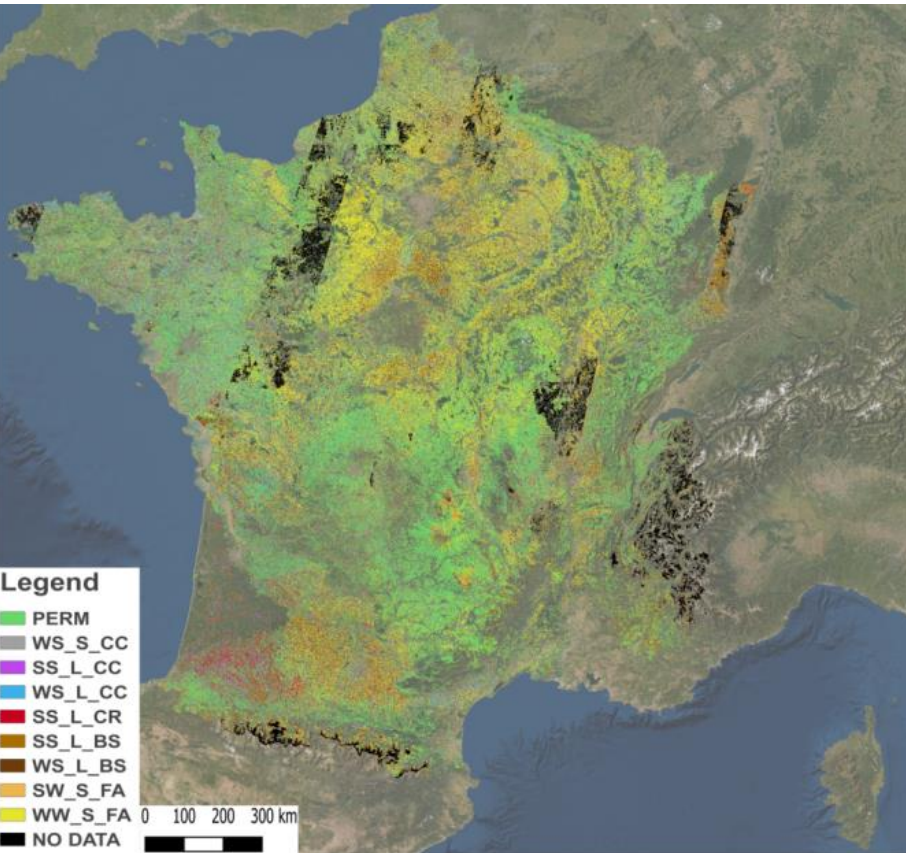 Legend
PERM
WS_S_CC
SS_L_CC
WS_L_CC
SS_L_CR
SS_L_BS
WS_L_BS
SW_S_FA
WW_S_FA
NO DATA
0 100 200 300 km